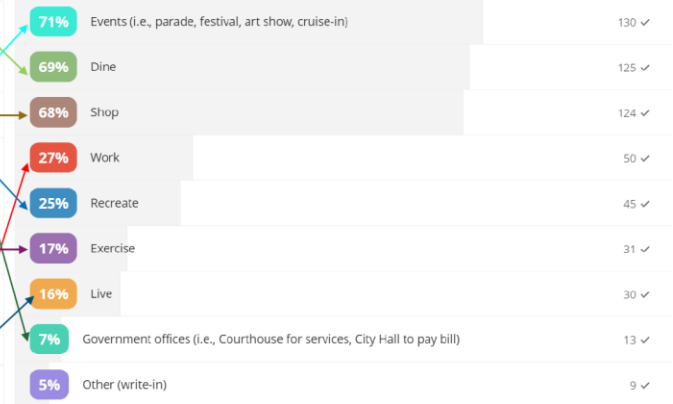 71% Events (i.e., parade, festival, art show, cruise-in) 130 ✓
69% Dine 125 ✓
68% Shop 124 ✓
27% Work 50 ✓
25% Recreate 45 ✓
17% Exercise 31 ✓
16% Live 30 ✓
7% Government offices (i.e., Courthouse for services, City Hall to pay bill) 13 ✓
5% Other (write-in) 9 ✓